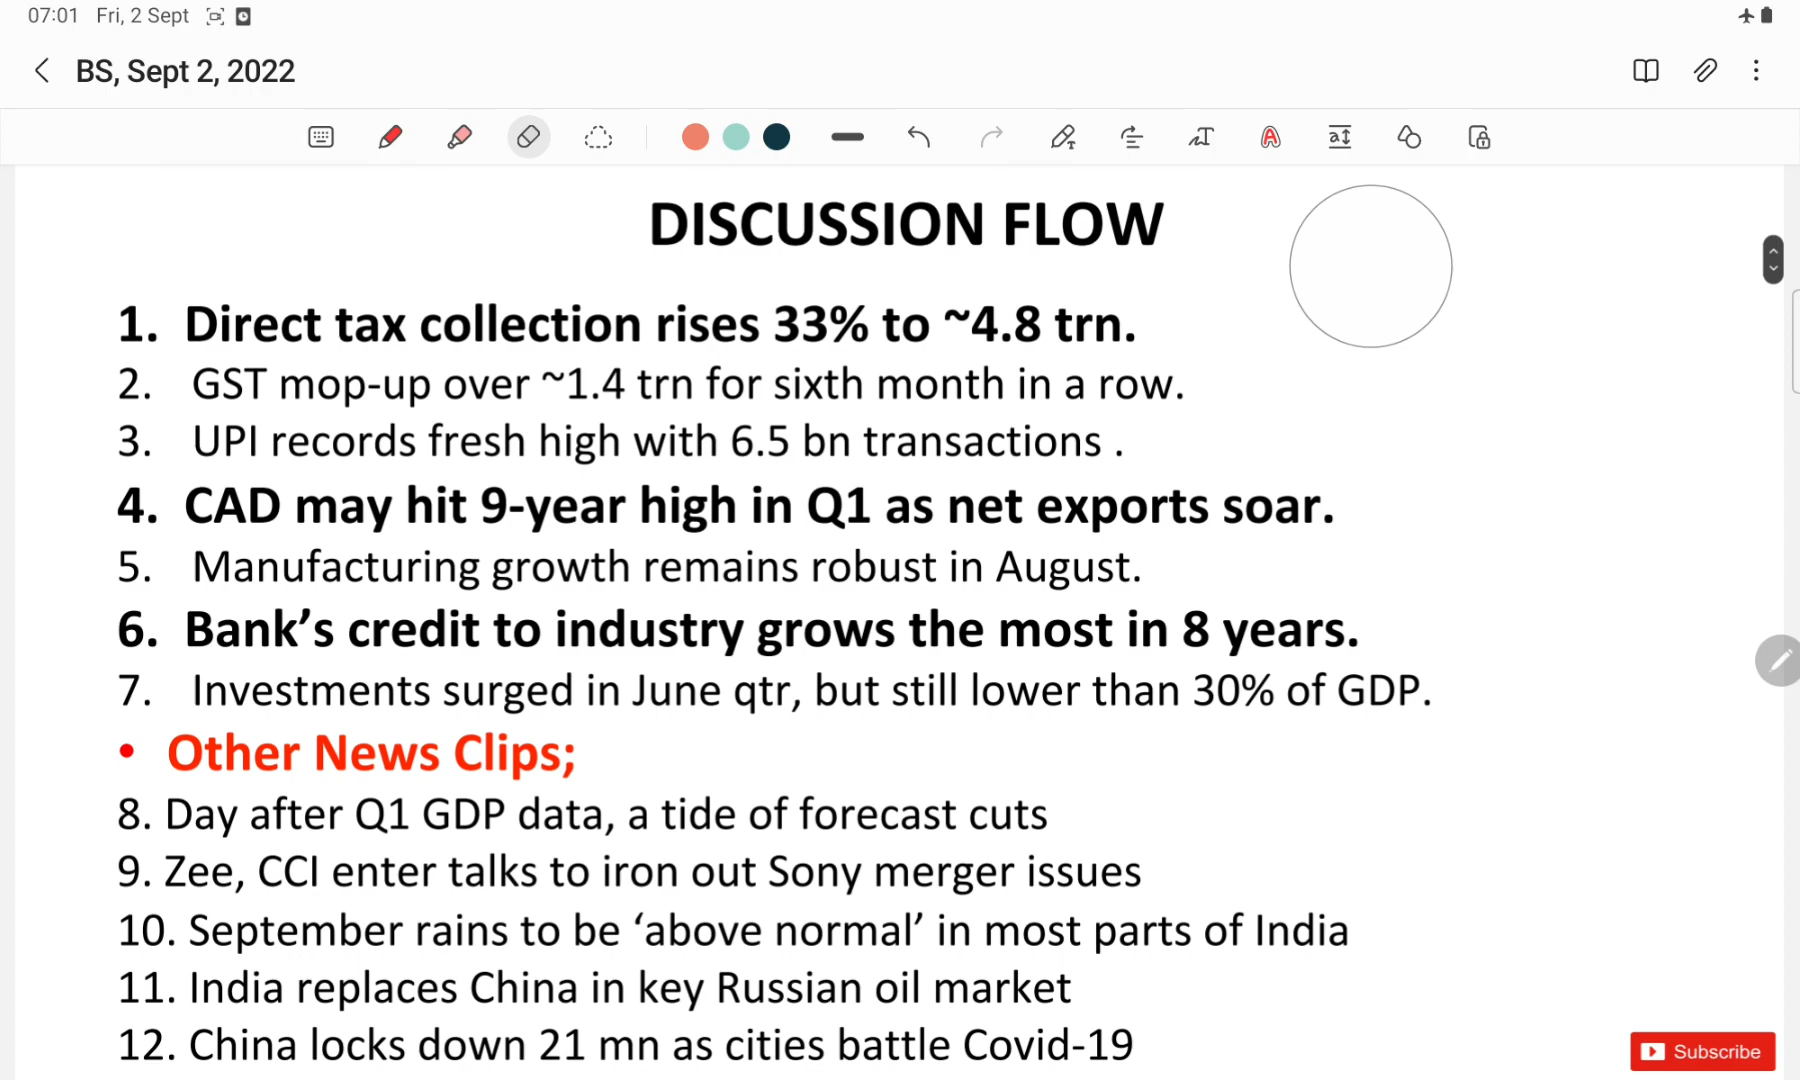 07:01 Fri, 2 Sept
BS, Sept 2, 2022
DISCUSSION FLOW
1. Direct tax collection rises 33% to ~4.8 trn.
2. GST mop-up over ~1.4 trn for sixth month in a row.
3. UPI records fresh high with 6.5 bn transactions .
4. CAD may hit 9-year high in Q1 as net exports soar.
5. Manufacturing growth remains robust in August.
6. Bank’s credit to industry grows the most in 8 years.
7. Investments surged in June qtr, but still lower than 30% of GDP.
• Other News Clips;
8. Day after Q1 GDP data, a tide of forecast cuts
9. Zee, CCI enter talks to iron out Sony merger issues
10. September rains to be ‘above normal’ in most parts of India
11. India replaces China in key Russian oil market
12. China locks down 21 mn as cities battle Covid-19
Subscribe